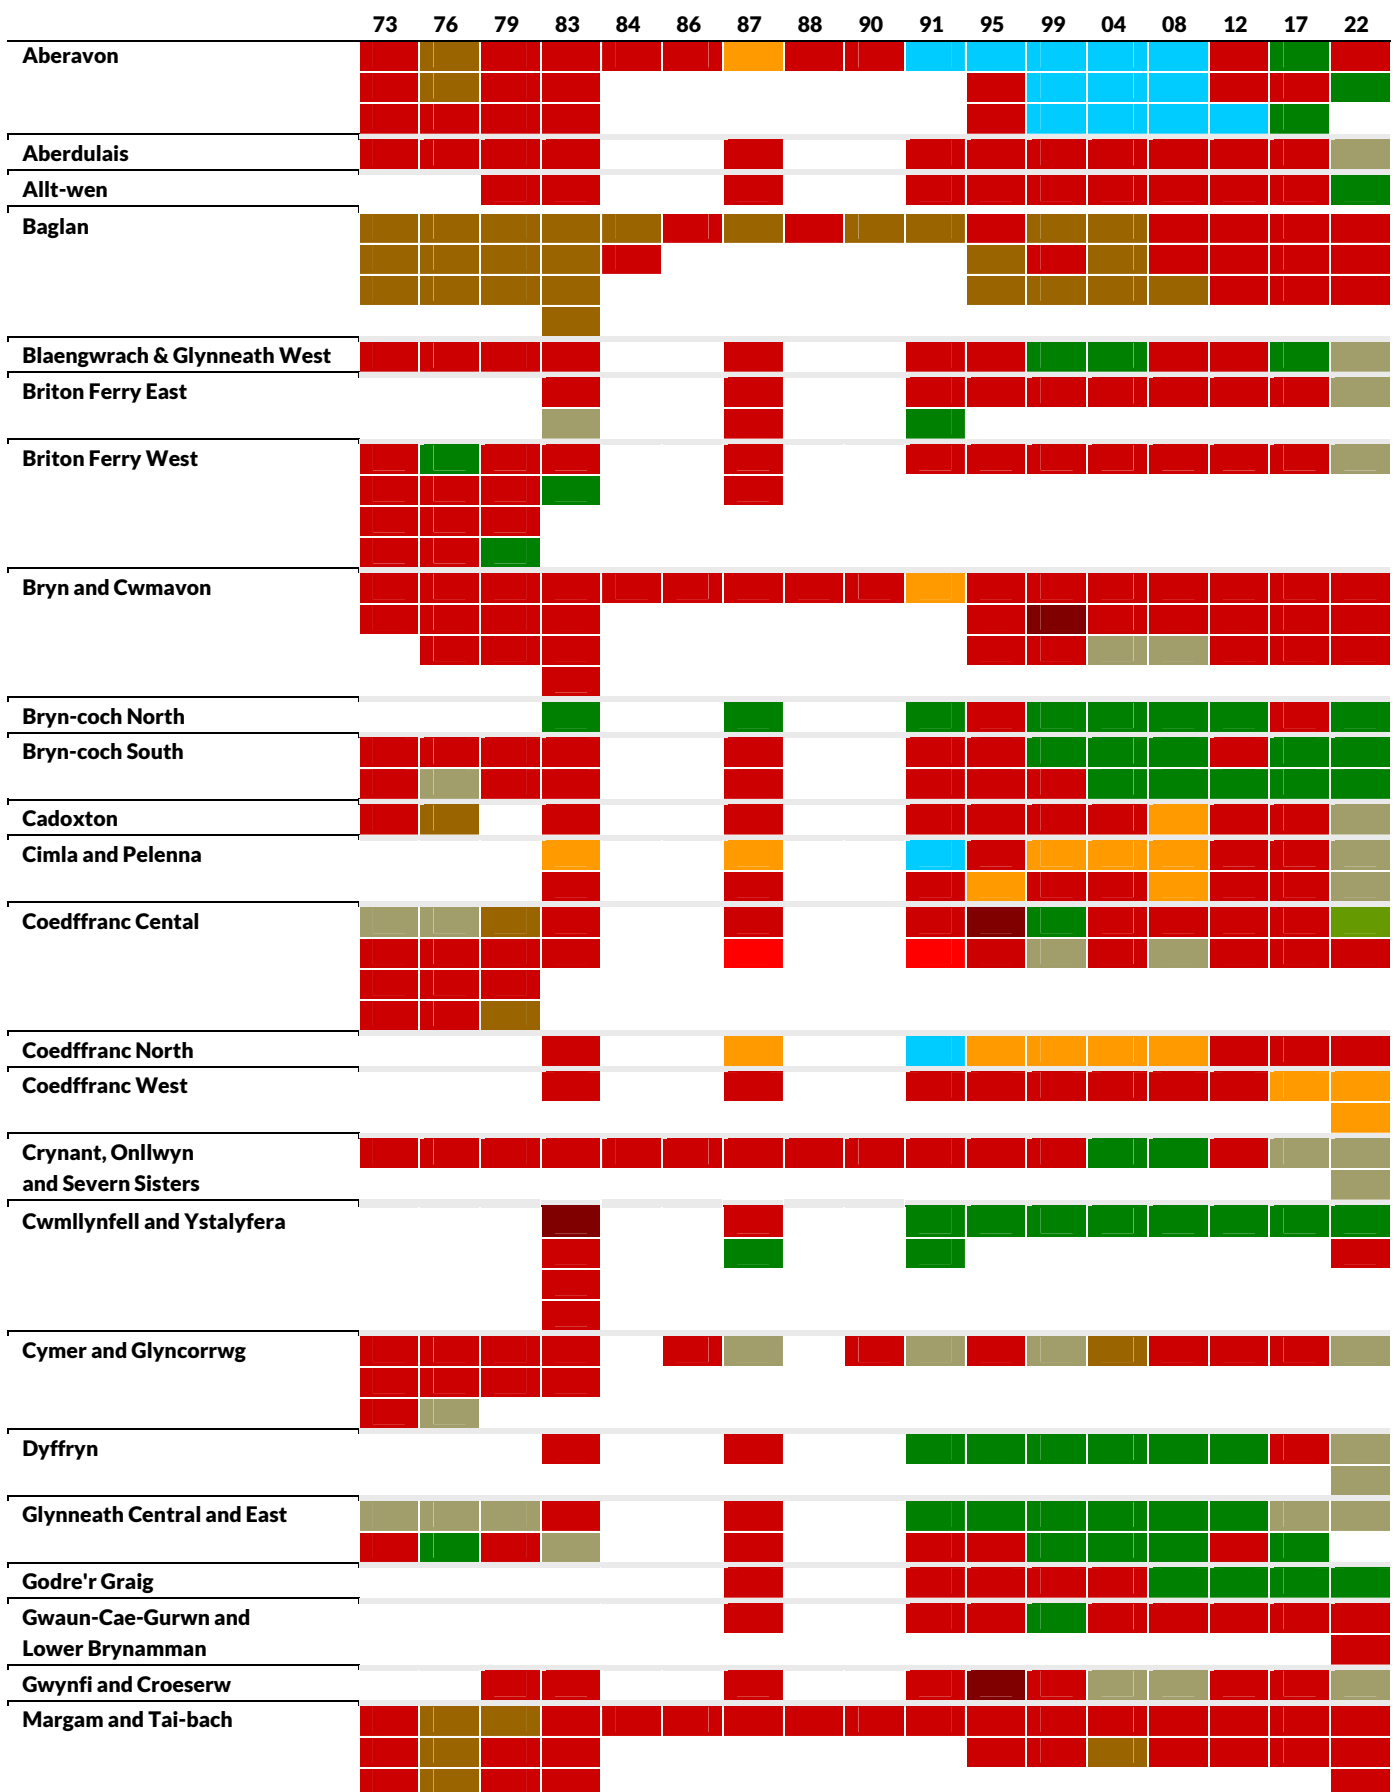 73 76 79 83 84 86 87 88 90 91 95 99 04 08 12 17 22
Aberavon
Aberdulais
Allt-wen
Baglan
Blaengwrach & Glynneath West
Briton Ferry East
Briton Ferry West
Bryn and Cwmavon
Bryn-coch North
Bryn-coch South
Cadoxton
Cimla and Pelenna
Coedffranc Cental
Coedffranc North
Coedffranc West
Crynant, Onllwyn
and Severn Sisters
Cwmllynfell and Ystalyfera
Cymer and Glyncorrwg
Dyffryn
Glynneath Central and East
Godre'r Graig
Gwaun-Cae-Gurwn and
Lower Brynamman
Gwynfi and Croeserw
Margam and Tai-bach